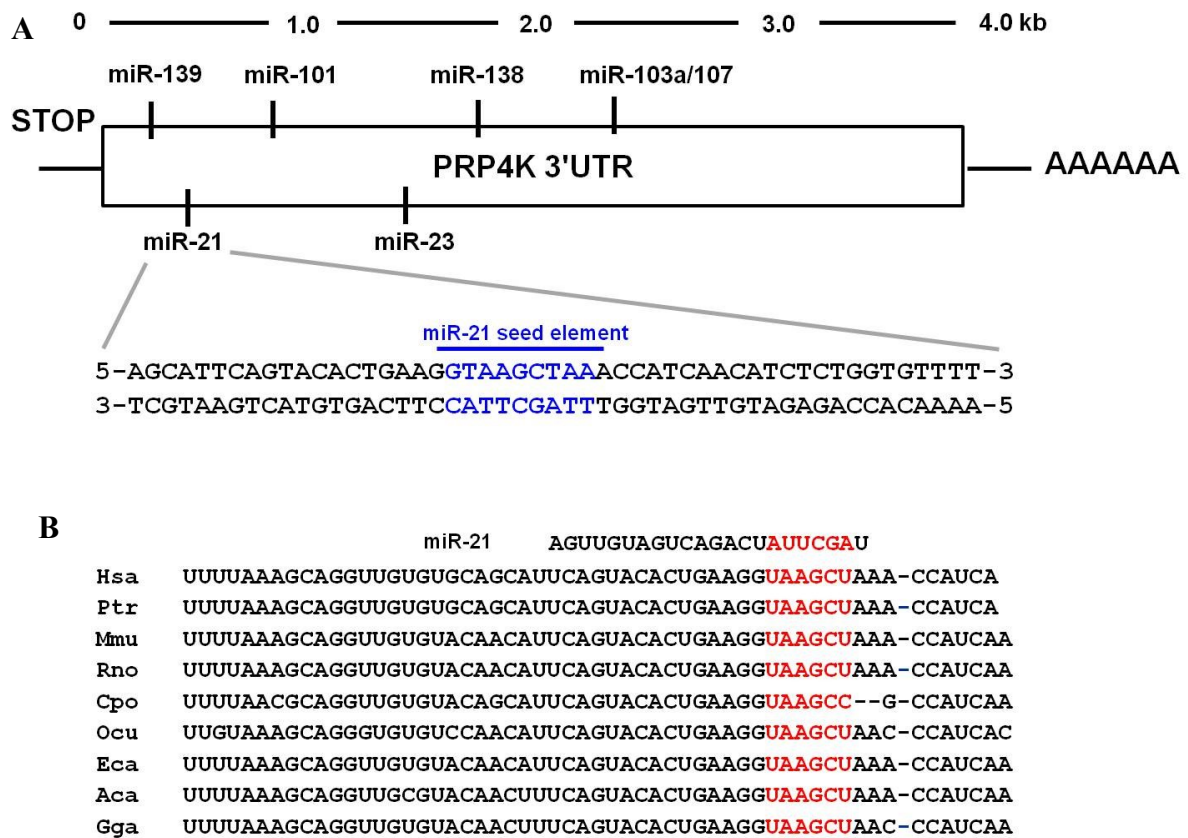 A
0 1.0 2.0 3.0 4.0 kb
miR-139 miR-101 miR-138 miR-103a/107
STOP
PRP4K 3'UTR
AAAAAA
miR-21 miR-23
miR-21 seed element
5-AGCATTCAGTACACTGAAGGTAAGCTAAACCATCAACATCTCTGGTGTTTT-3
3-TCGTAAGTCATGTGACTTCCATTCGATTTGGTAGTTGTAGAGACCACAAAA-5
B
miR-21 AGUUGUAGUCAGACUAUUCGAU
Hsa UUUUAAAGCAGGUUGUGUGCAGCAUUCAGUACACUGAAGGUAAGCUAAA-CCAUCA
Ptr UUUUAAAGCAGGUUGUGUGCAGCAUUCAGUACACUGAAGGUAAGCUAAA-CCAUCA
Mmu UUUUAAAGCAGGUUGUGUACAACAUUCAGUACACUGAAGGUAAGCUAAA-CCAUCAA
Rno UUUUAAAGCAGGUUGUGUACAACAUUCAGUACACUGAAGGUAAGCUAAA-CCAUCAA
Cpo UUUUAACGCAGGUUGUGUACAGCAUUCAGUACACUGAAGGUAAGCC--G-CCAUCAA
Ocu UUGUAAAGCAGGGUGUGUCCAACAUUCAGUACACUGAAGGUAAGCUAAC-CCAUCAC
Eca UUUUAAAGCAGGUUGUGUACAACAUUCAGUACACUGAAGGUAAGCUAAA-CCAUCAA
Aca UUUUAAAGCAGGUUGCGUACAACUUUCAGUACACUGAAGGUAAGCUAAA-CCAUCAA
Gga UUUUAAAGCAGGUUGUGUACAACUUUCAGUACACUGAAGGUAAGCUAAC-CCAUCAA